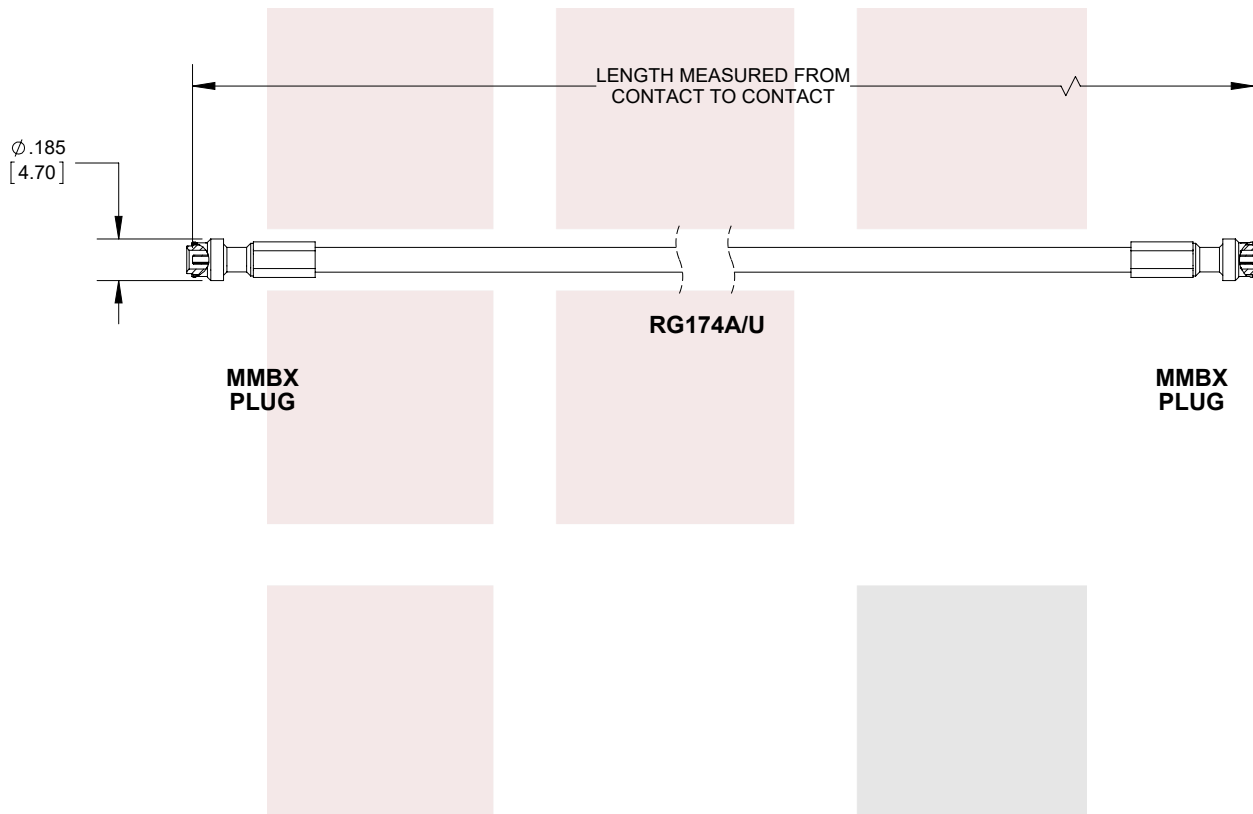 LENGTH MEASURED FROM
CONTACT TO CONTACT
∅.185
[4.70]
RG174A/U
MMBX
PLUG
MMBX
PLUG